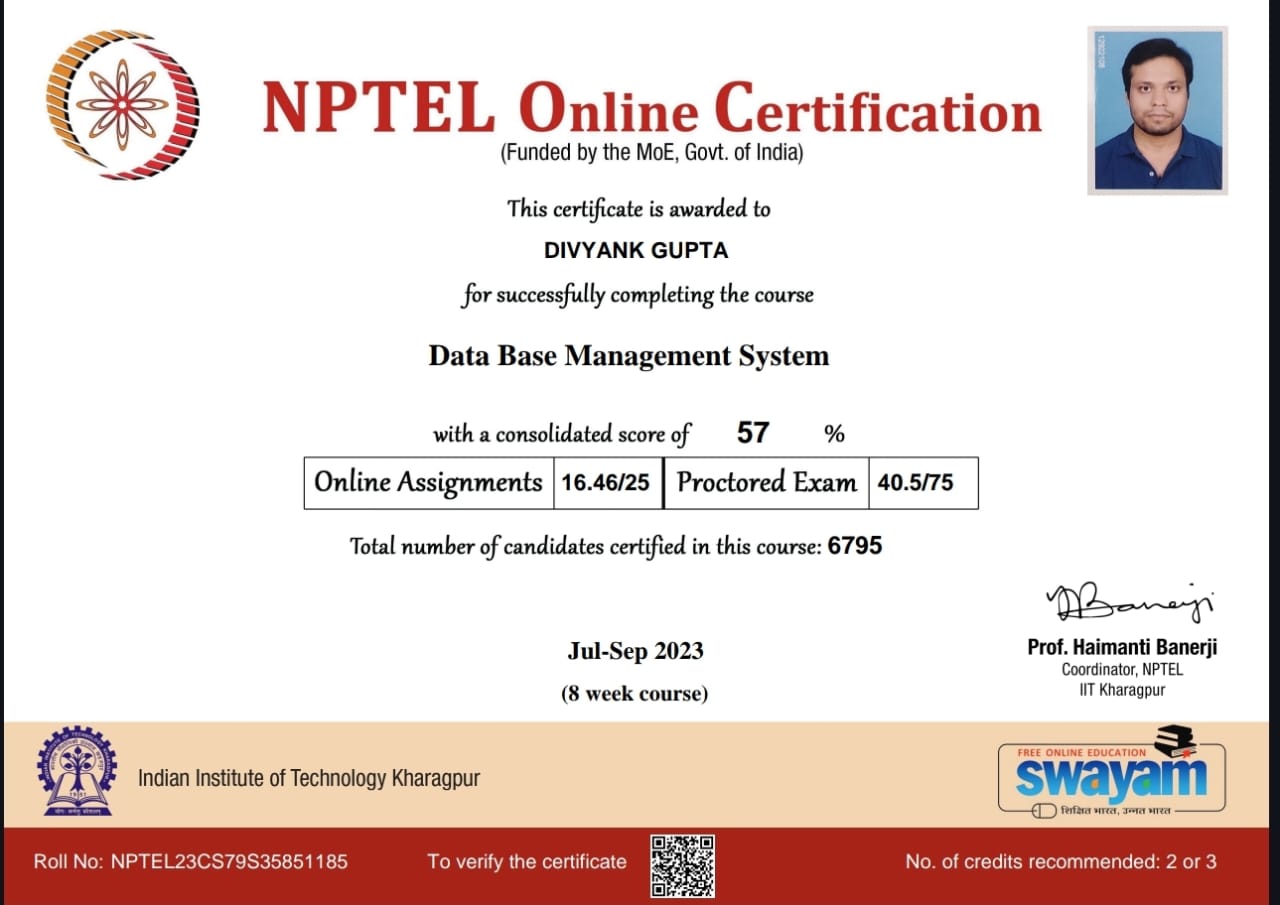 NPTEL Online Certification
(Funded by the MoE, Govt. of India)
This certificate is awarded to
DIVYANK GUPTA
for successfully completing the course
Data Base Management System
with a consolidated score of 57 %
Online Assignments 16.46/25 Proctored Exam 40.5/75
Total number of candidates certified in this course: 6795
Jul-Sep 2023
(8 week course)
Prof. Haimanti Banerji
Coordinator, NPTEL
IIT Kharagpur
Indian Institute of Technology Kharagpur
FREE ONLINE EDUCATION
swayam
शिक्षित भारत, उन्नत भारत
Roll No: NPTEL23CS79S35851185
To verify the certificate
No. of credits recommended: 2 or 3